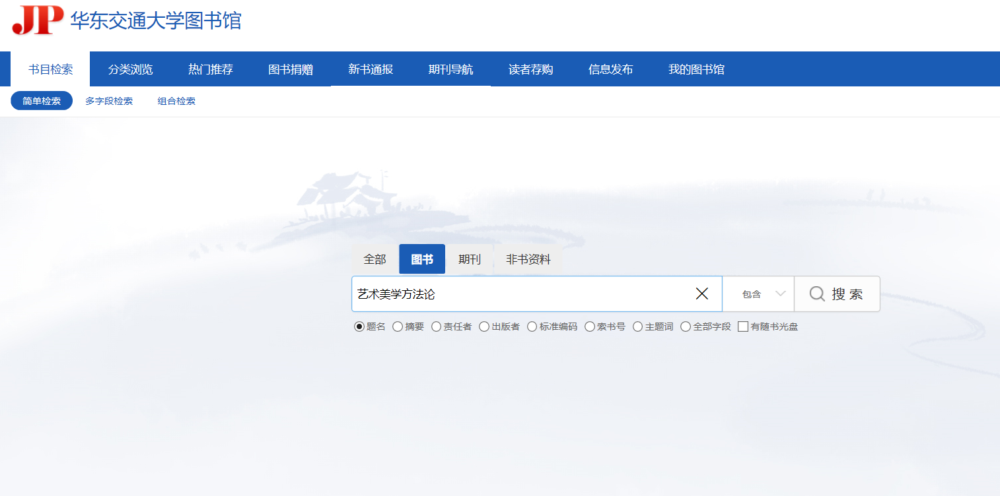 JP 华东交通大学图书馆
书目检索 分类浏览 热门推荐 图书捐赠 新书通报 期刊导航 读者荐购 信息发布 我的图书馆
简单检索 多字段检索 组合检索
全部 图书 期刊 非书资料
艺术美学方法论 包含 搜 索
题名 摘要 责任者 出版者 标准编码 索书号 主题词 全部字段 有随书光盘